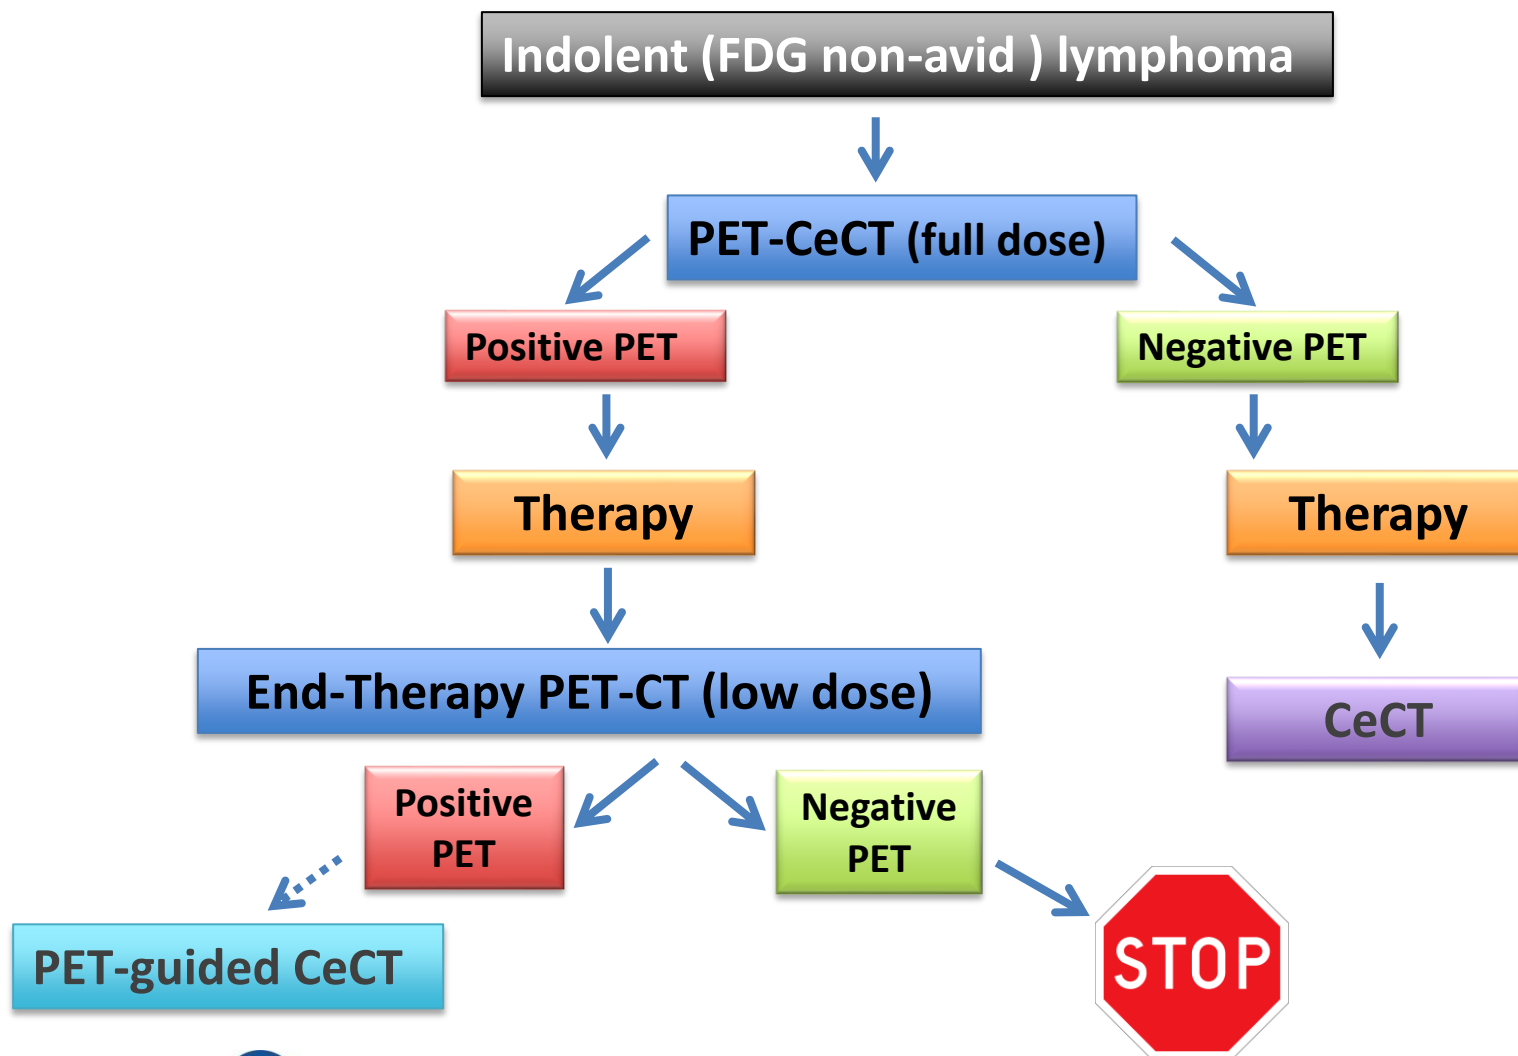 Indolent (FDG non-avid ) lymphoma
PET-CeCT (full dose)
Positive PET
Negative PET
Therapy
Therapy
End-Therapy PET-CT (low dose)
CeCT
Positive
PET
Negative
PET
PET-guided CeCT
STOP